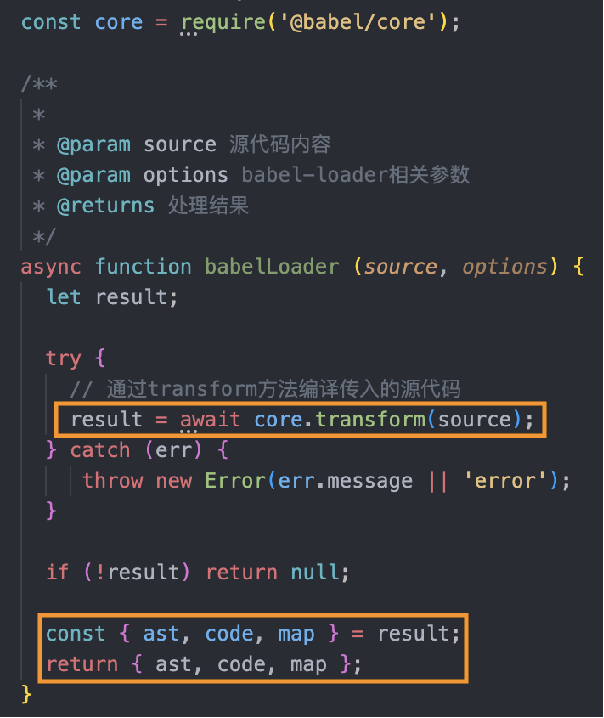 const core = require('@babel/core');
/**
 *
 * @param source 源代码内容
 * @param options babel-loader相关参数
 * @returns 处理结果
 */
async function babelLoader (source, options) {
  let result;
  try {
    // 通过transform方法编译传入的源代码
    result = await core.transform(source);
  } catch (err) {
    throw new Error(err.message || 'error');
  }
  if (!result) return null;
  const { ast, code, map } = result;
  return { ast, code, map };
}